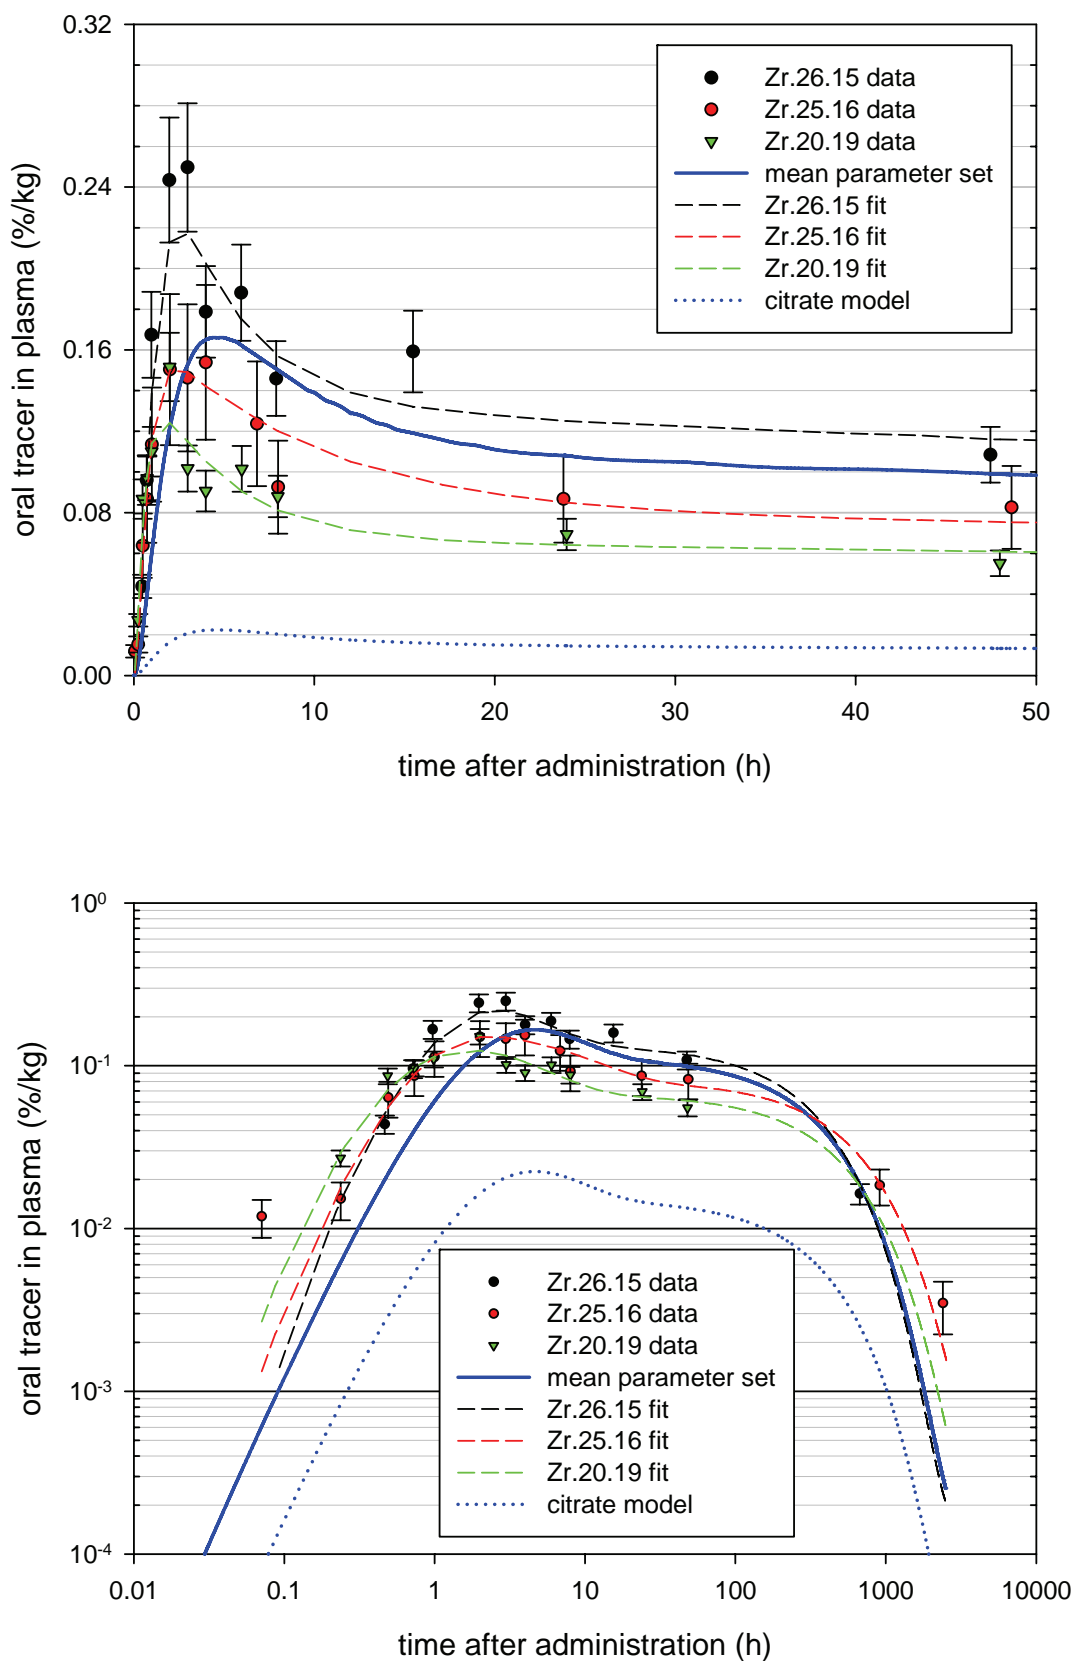 0.32
0.24
0.16
0.08
0.00
oral tracer in plasma (%/kg)
Zr.26.15 data
Zr.25.16 data
Zr.20.19 data
mean parameter set
Zr.26.15 fit
Zr.25.16 fit
Zr.20.19 fit
citrate model
0 10 20 30 40 50
time after administration (h)
10⁰
10⁻¹
10⁻²
10⁻³
10⁻⁴
oral tracer in plasma (%/kg)
Zr.26.15 data
Zr.25.16 data
Zr.20.19 data
mean parameter set
Zr.26.15 fit
Zr.25.16 fit
Zr.20.19 fit
citrate model
0.01 0.1 1 10 100 1000 10000
time after administration (h)